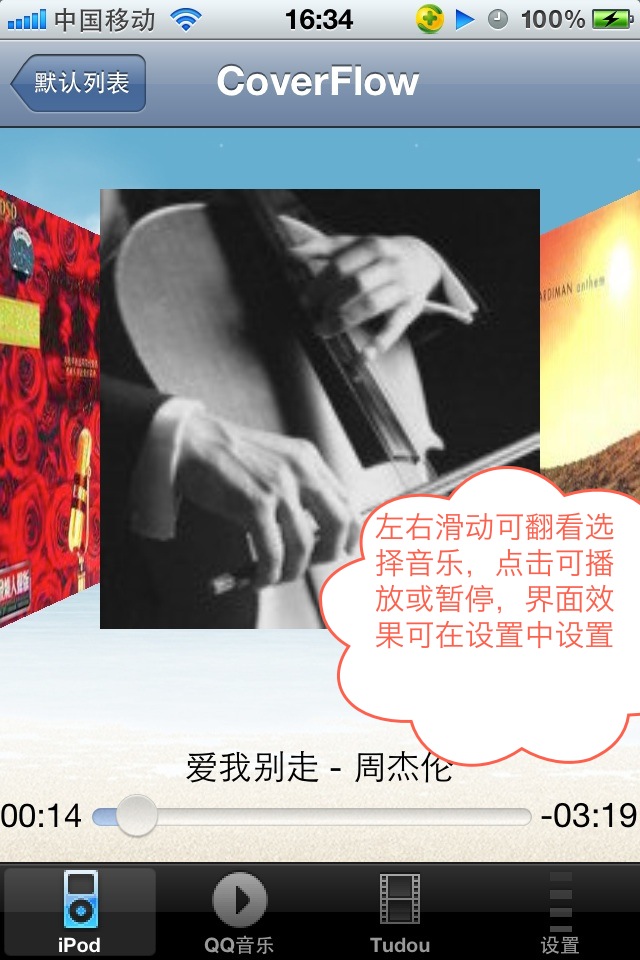 中国移动
16:34
100%
默认列表
CoverFlow
ARDIMAN anthem
左右滑动可翻看选
择音乐，点击可播
放或暂停，界面效
果可在设置中设置
爱我别走 - 周杰伦
00:14
-03:19
iPod
QQ音乐
Tudou
设置